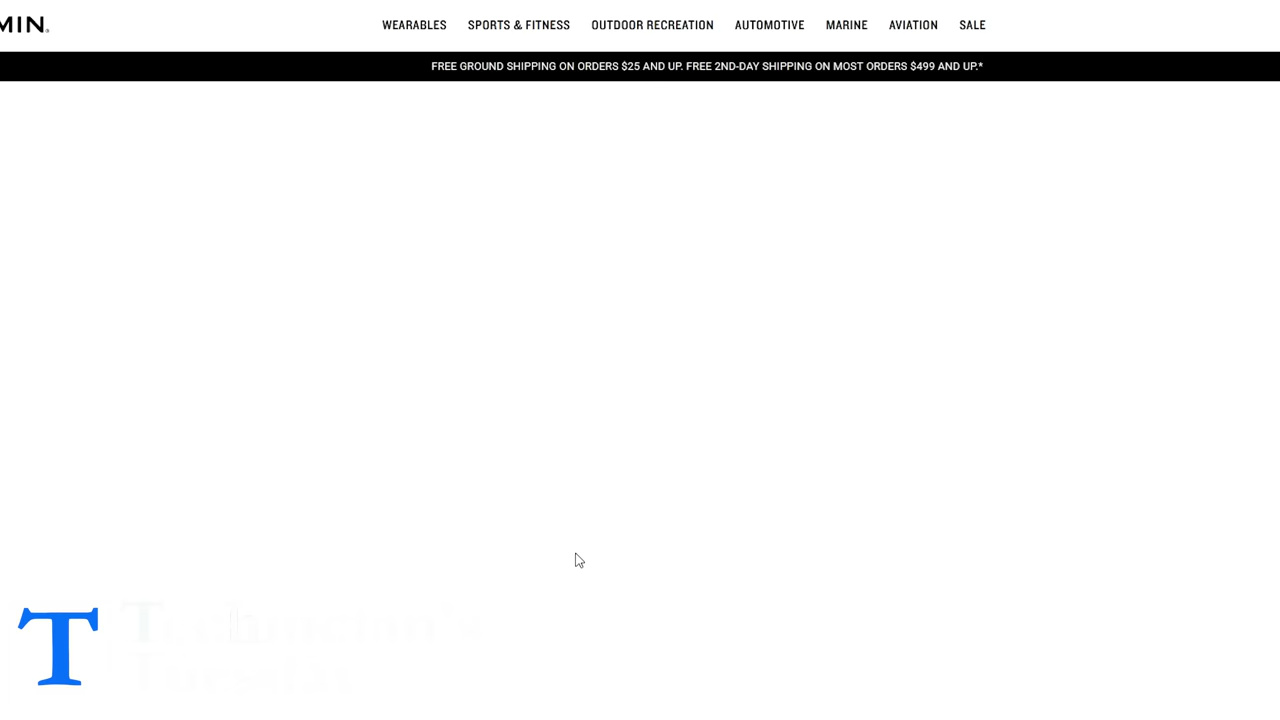 MIN
WEARABLES SPORTS & FITNESS OUTDOOR RECREATION AUTOMOTIVE MARINE AVIATION SALE
FREE GROUND SHIPPING ON ORDERS $25 AND UP. FREE 2ND-DAY SHIPPING ON MOST ORDERS $499 AND UP.*
T